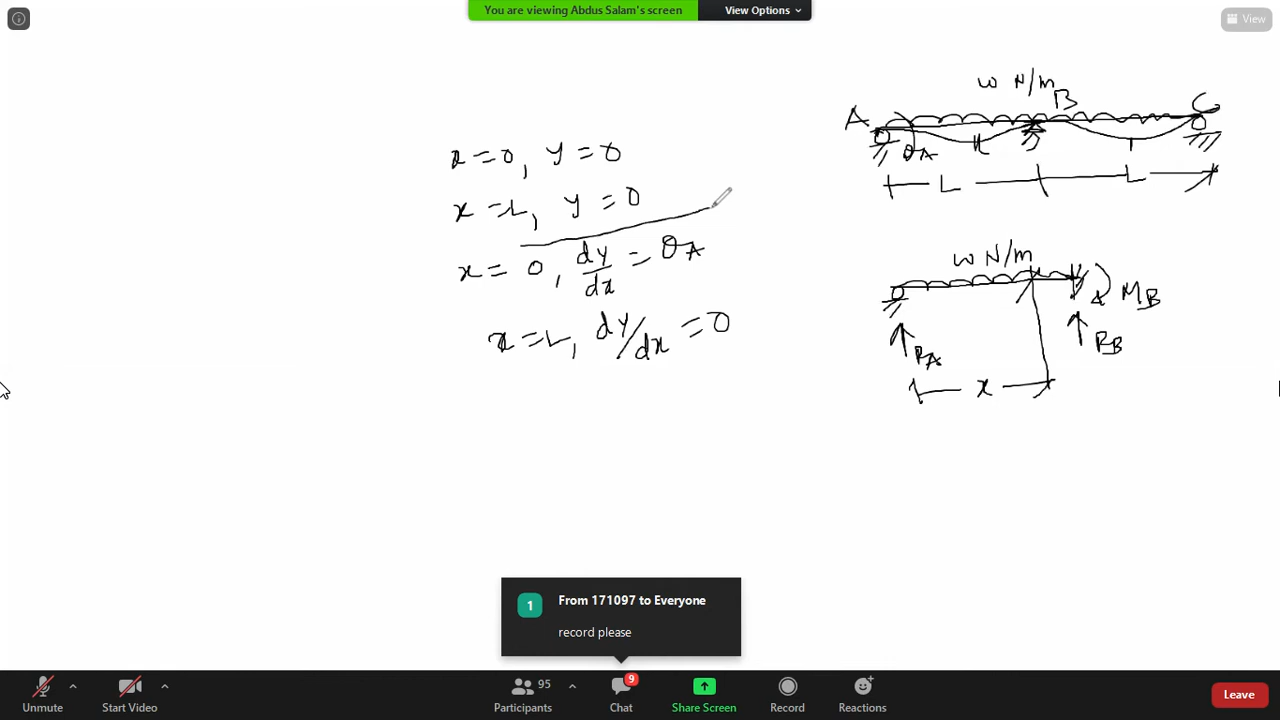 You are viewing Abdus Salam's screen
View Options
View
x = 0, y = 0
x = L, y = 0
x = 0, dy/dx = θA
x = L, dy/dx = 0
w N/m
A
B
C
θA
x
L
L
w N/m
MB
RA
RB
x
1
From 171097 to Everyone
record please
Unmute
Start Video
95
Participants
9
Chat
Share Screen
Record
Reactions
Leave